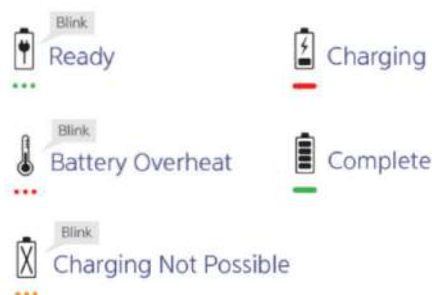 Blink
Ready
Charging
Blink
Battery Overheat
Complete
Blink
Charging Not Possible